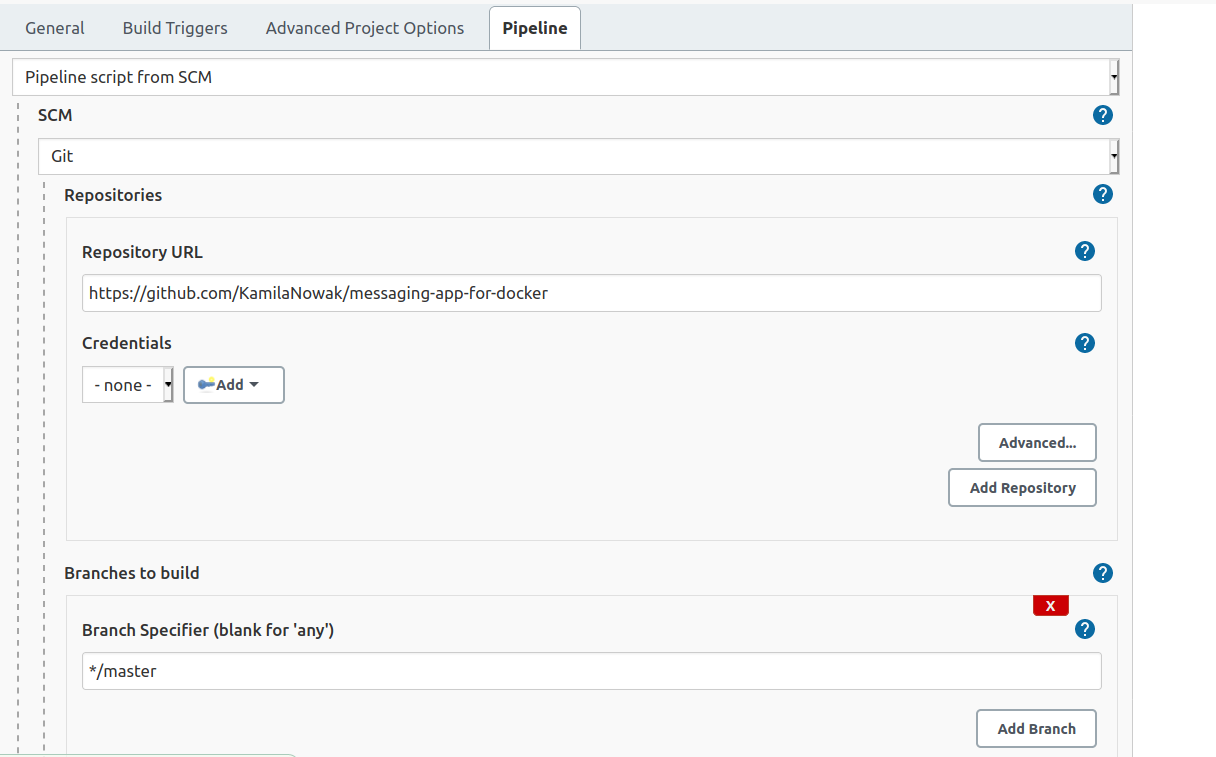 General Build Triggers Advanced Project Options Pipeline
Pipeline script from SCM
SCM ?
Git
Repositories ?
Repository URL ?
https://github.com/KamilaNowak/messaging-app-for-docker
Credentials ?
- none - Add
Advanced...
Add Repository
Branches to build ?
X
Branch Specifier (blank for 'any') ?
*/master
Add Branch